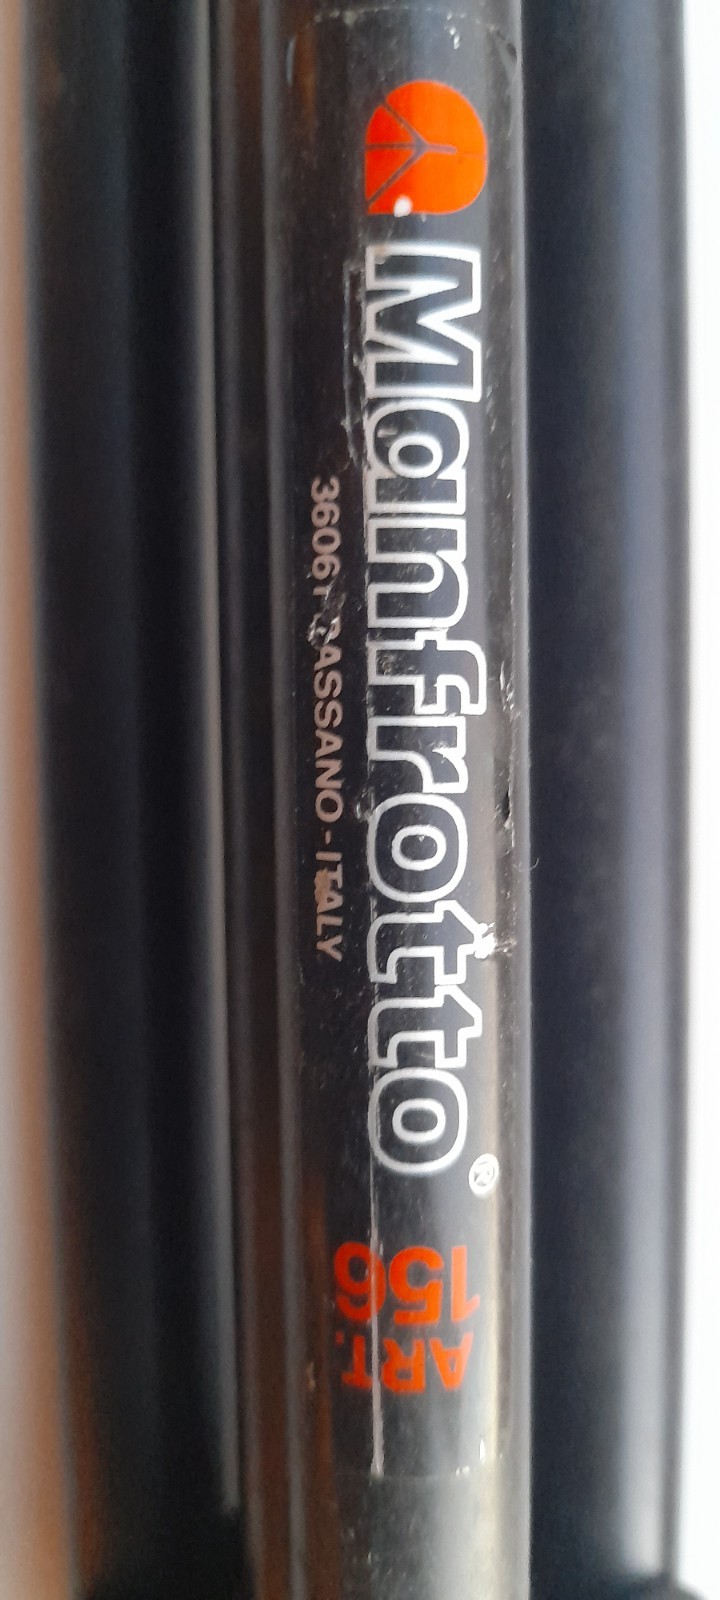 Manfrotto®
36061 BASSANO-ITALY
ART.
156